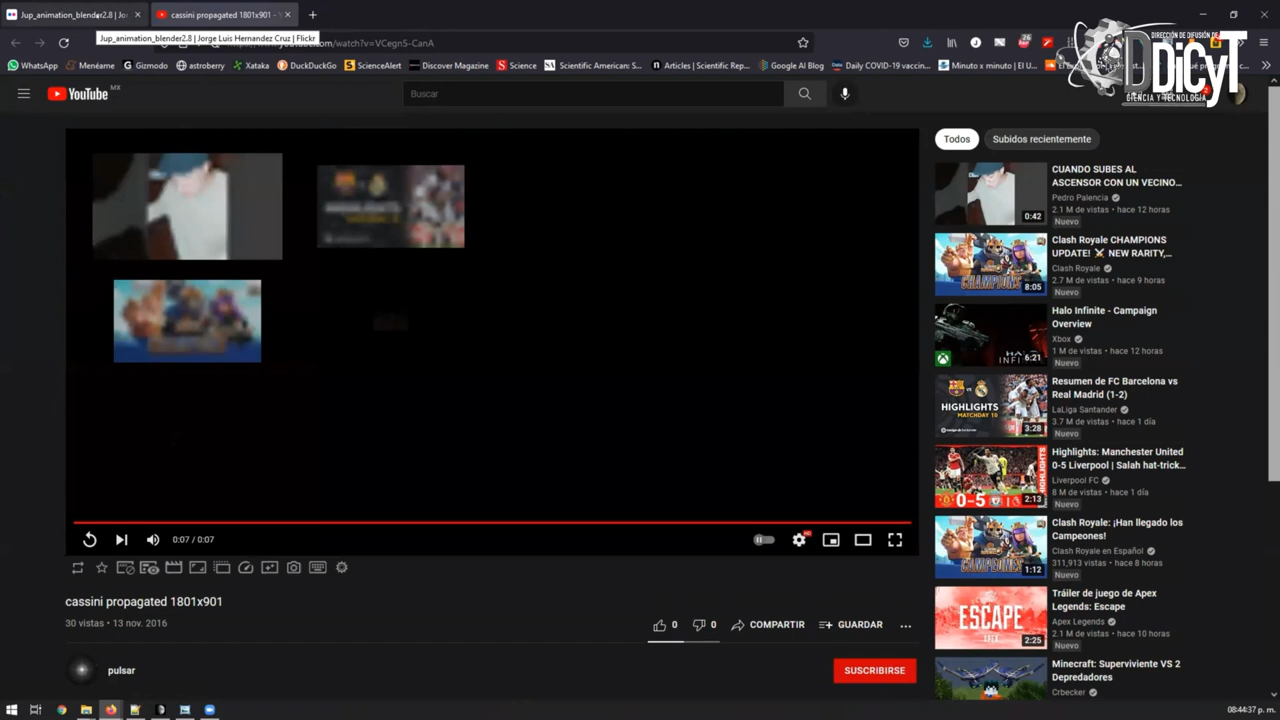 Jup_animation_blender2.8 | Jo
cassini propagated 1801x901 -
Jup_animation_blender2.8 | Jorge Luis Hernandez Cruz | Flickr
.com/watch?v=VCegn5-CanA
26
WhatsApp
Menéame
Gizmodo
astroberry
Xataka
DuckDuckGo
ScienceAlert
Discover Magazine
Science
Scientific American: S...
Articles | Scientific Rep...
Google AI Blog
Daily COVID-19 vaccin...
Minuto x minuto | El U...
DIRECCIÓN DE DIFUSIÓN DE
DDiCyT
CIENCIA Y TECNOLOGÍA
YouTube MX
Buscar
2
Todos
Subidos recientemente
CUANDO SUBES AL
ASCENSOR CON UN VECINO...
Pedro Palencia
2.1 M de vistas • hace 12 horas
Nuevo
0:42
Clash Royale CHAMPIONS
UPDATE! ⚔️ NEW RARITY,...
Clash Royale
2.7 M de vistas • hace 9 horas
Nuevo
CHAMPIONS
8:05
Halo Infinite - Campaign
Overview
Xbox
1 M de vistas • hace 12 horas
Nuevo
6:21
Resumen de FC Barcelona vs
Real Madrid (1-2)
LaLiga Santander
3.7 M de vistas • hace 1 día
Nuevo
HIGHLIGHTS
MATCHDAY 10
3:28
Highlights: Manchester United
0-5 Liverpool | Salah hat-trick...
Liverpool FC
8 M de vistas • hace 1 día
Nuevo
HIGHLIGHTS
0-5
2:13
Clash Royale: ¡Han llegado los
Campeones!
Clash Royale en Español
311,913 vistas • hace 8 horas
Nuevo
CAMPEONES
1:12
Tráiler de juego de Apex
Legends: Escape
Apex Legends
2.1 M de vistas • hace 10 horas
Nuevo
ESCAPE
2:25
Minecraft: Superviviente VS 2
Depredadores
Crbecker
0:07 / 0:07
cassini propagated 1801x901
30 vistas • 13 nov. 2016
0
0
COMPARTIR
GUARDAR
pulsar
SUSCRIBIRSE
08:44:37 p. m.